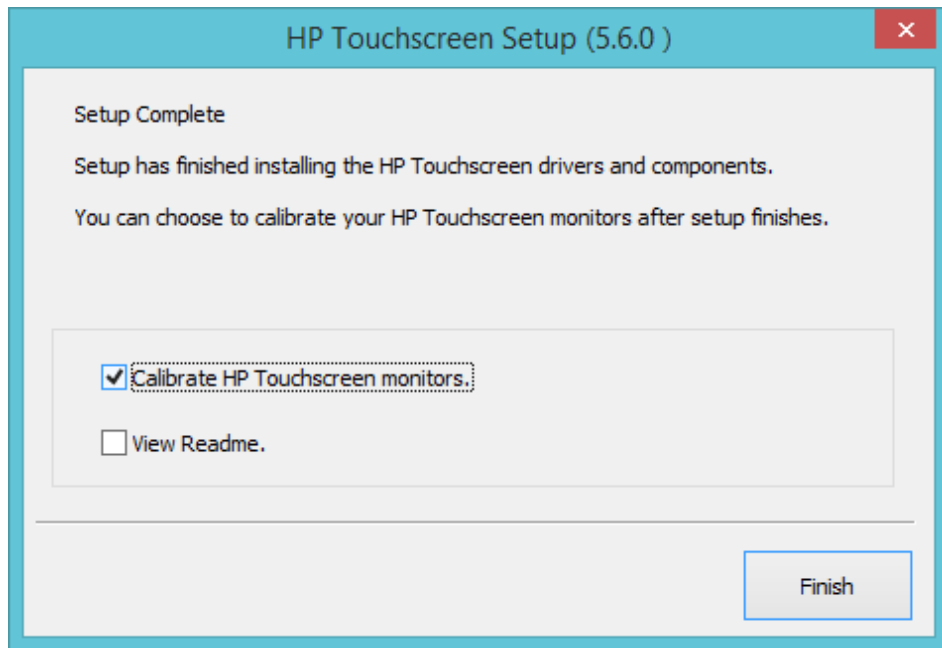 HP Touchscreen Setup (5.6.0 )
Setup Complete
Setup has finished installing the HP Touchscreen drivers and components.
You can choose to calibrate your HP Touchscreen monitors after setup finishes.
Calibrate HP Touchscreen monitors.
View Readme.
Finish